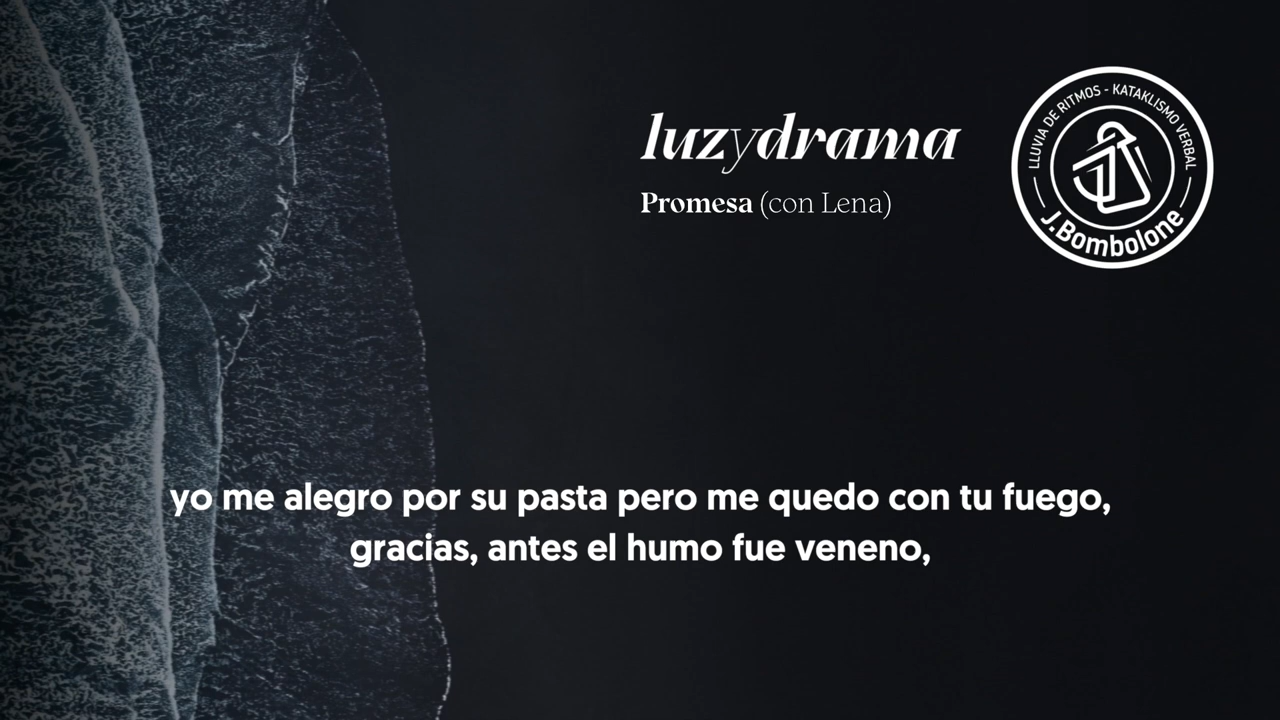 luzydrama
Promesa (con Lena)
LLUVIA DE RITMOS - KATAKLISMO VERBAL
J.Bombolone
yo me alegro por su pasta pero me quedo con tu fuego,
gracias, antes el humo fue veneno,